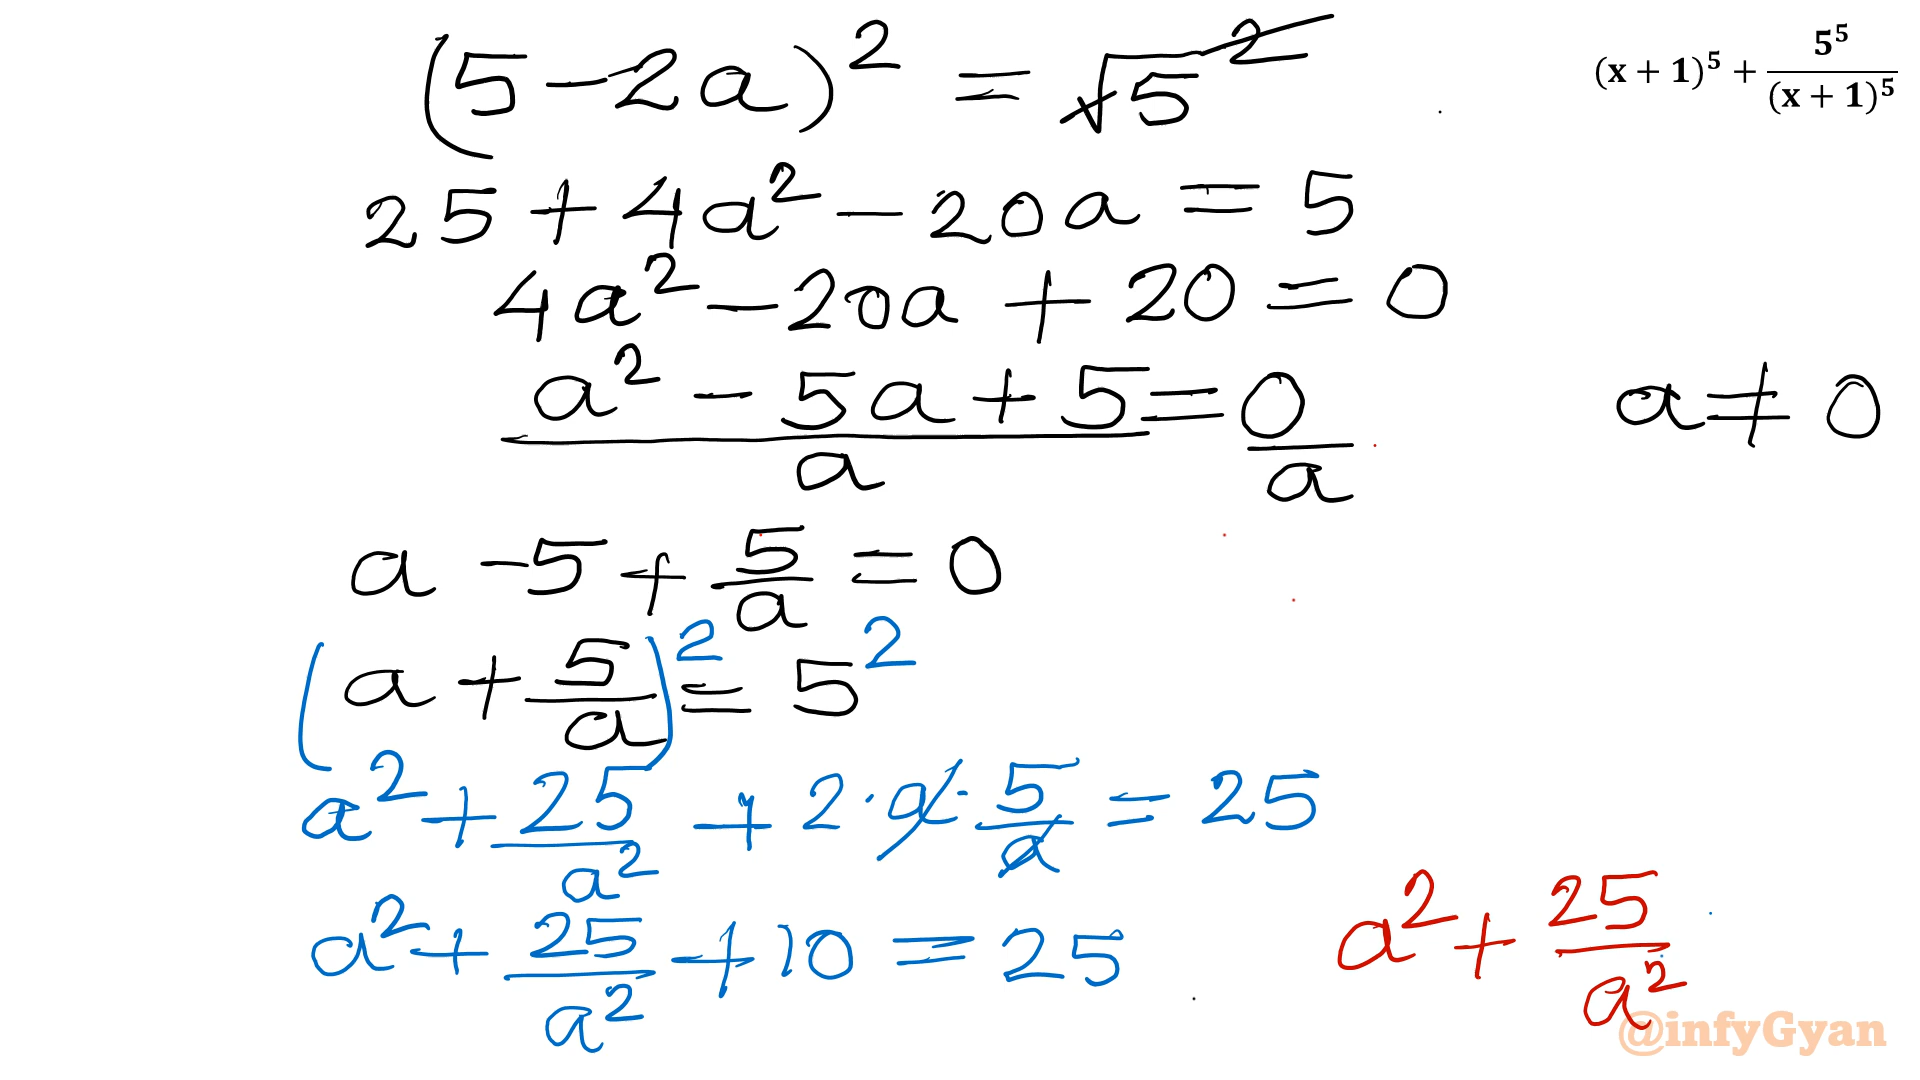 (5 - 2a)² = √5²
(x + 1)⁵ + 5⁵/(x + 1)⁵
25 + 4a² - 20a = 5
4a² - 20a + 20 = 0
(a² - 5a + 5)/a = 0/a
a ≠ 0
a - 5 + 5/a = 0
(a + 5/a)² = 5²
a² + 25/a² + 2 · a · 5/a = 25
a² + 25/a² + 10 = 25
a² + 25/a²
@infyGyan